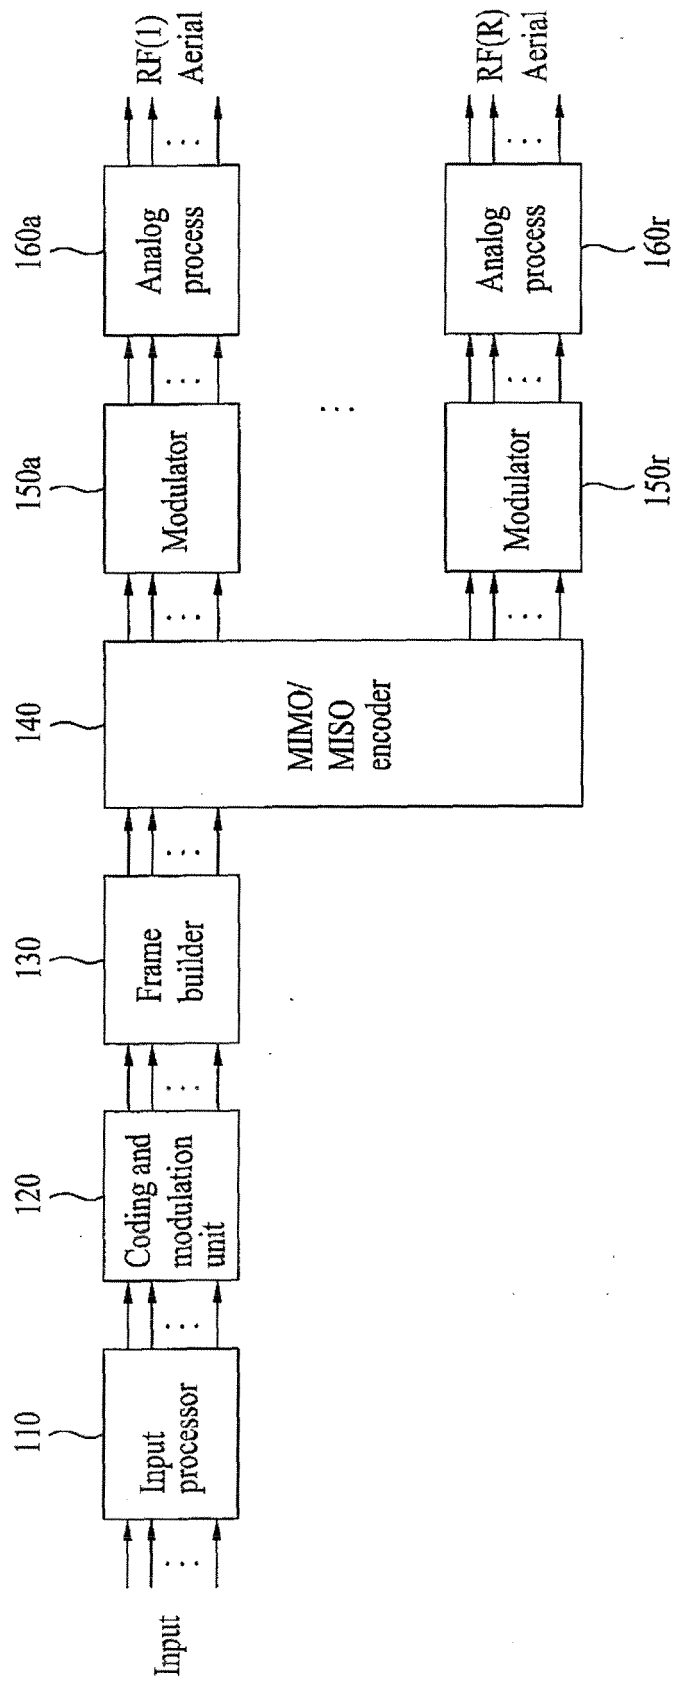 Input
110
Input
processor
120
Coding and
modulation
unit
130
Frame
builder
140
MIMO/
MISO
encoder
150a
Modulator
160a
Analog
process
RF(1)
Aerial
150r
Modulator
160r
Analog
process
RF(R)
Aerial